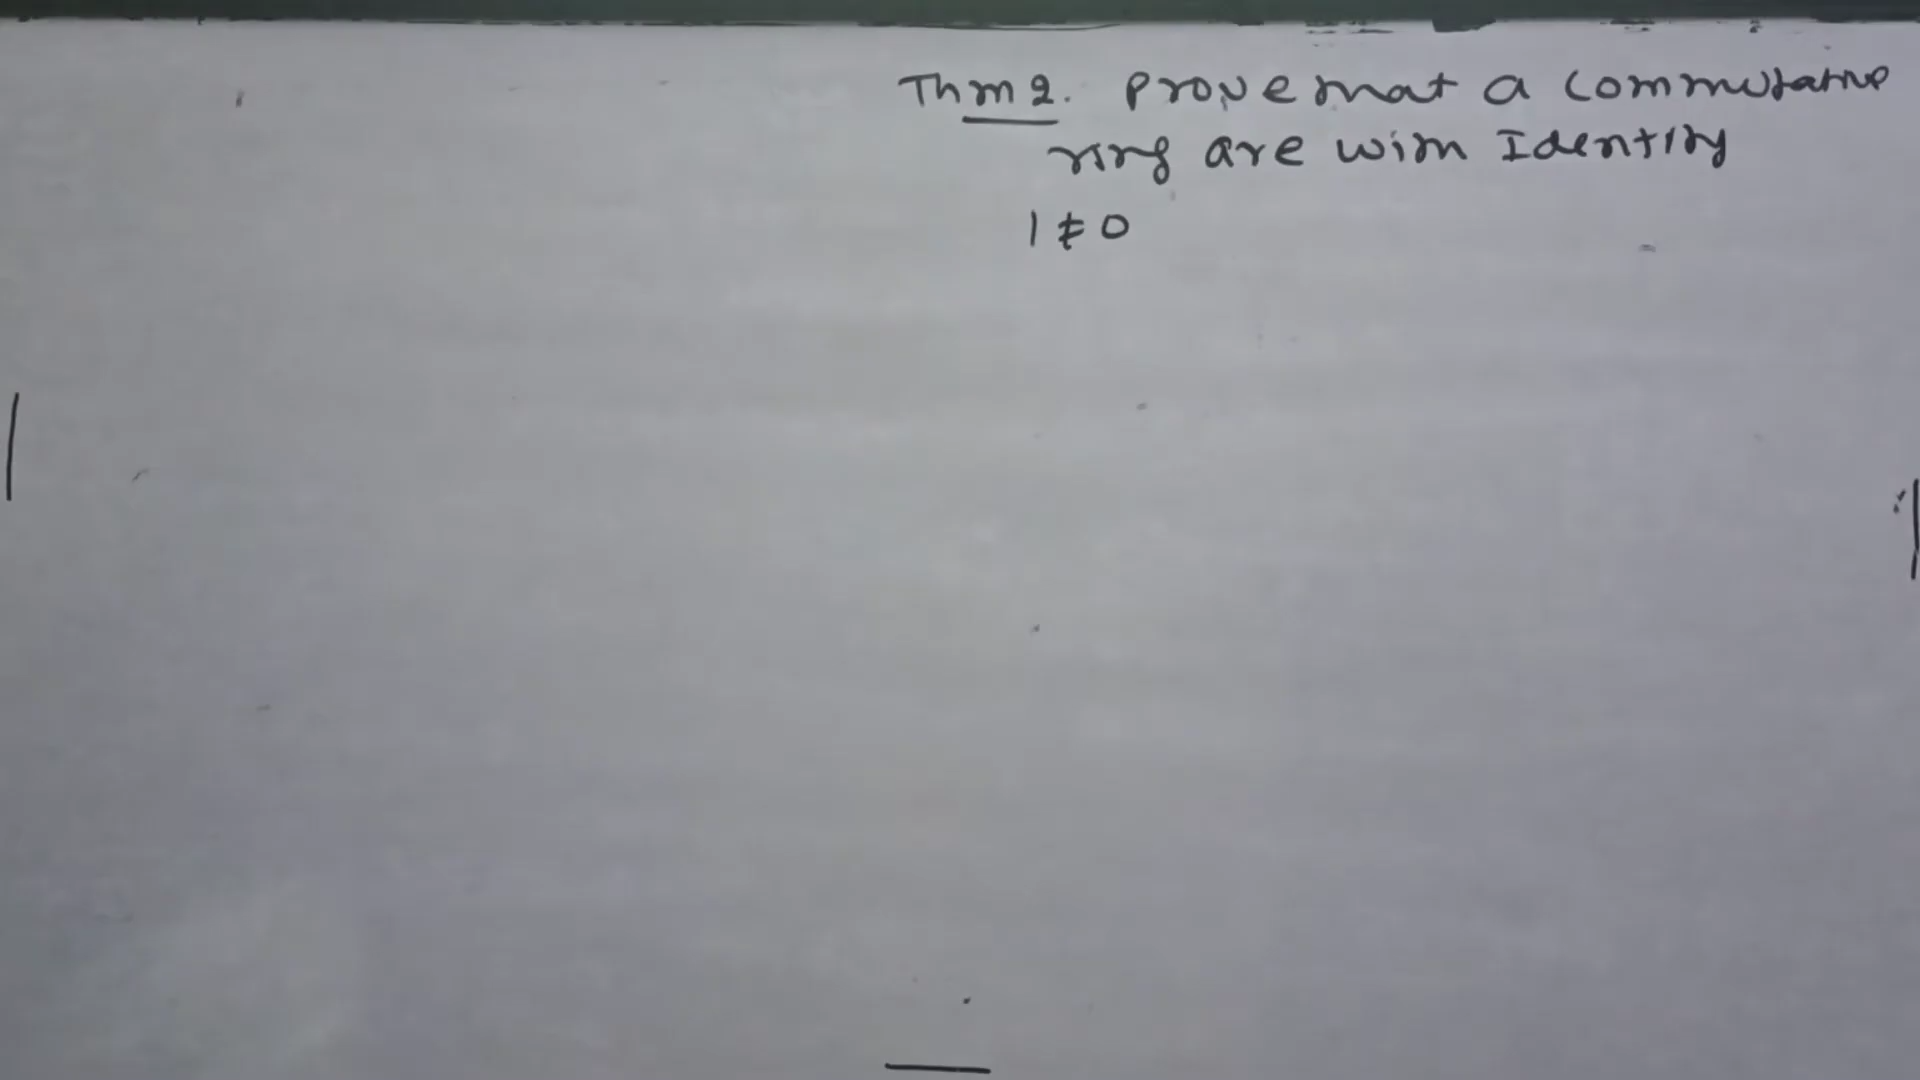 Thm 2. Prove that a commutative
ring are with Identity
1 ≠ 0